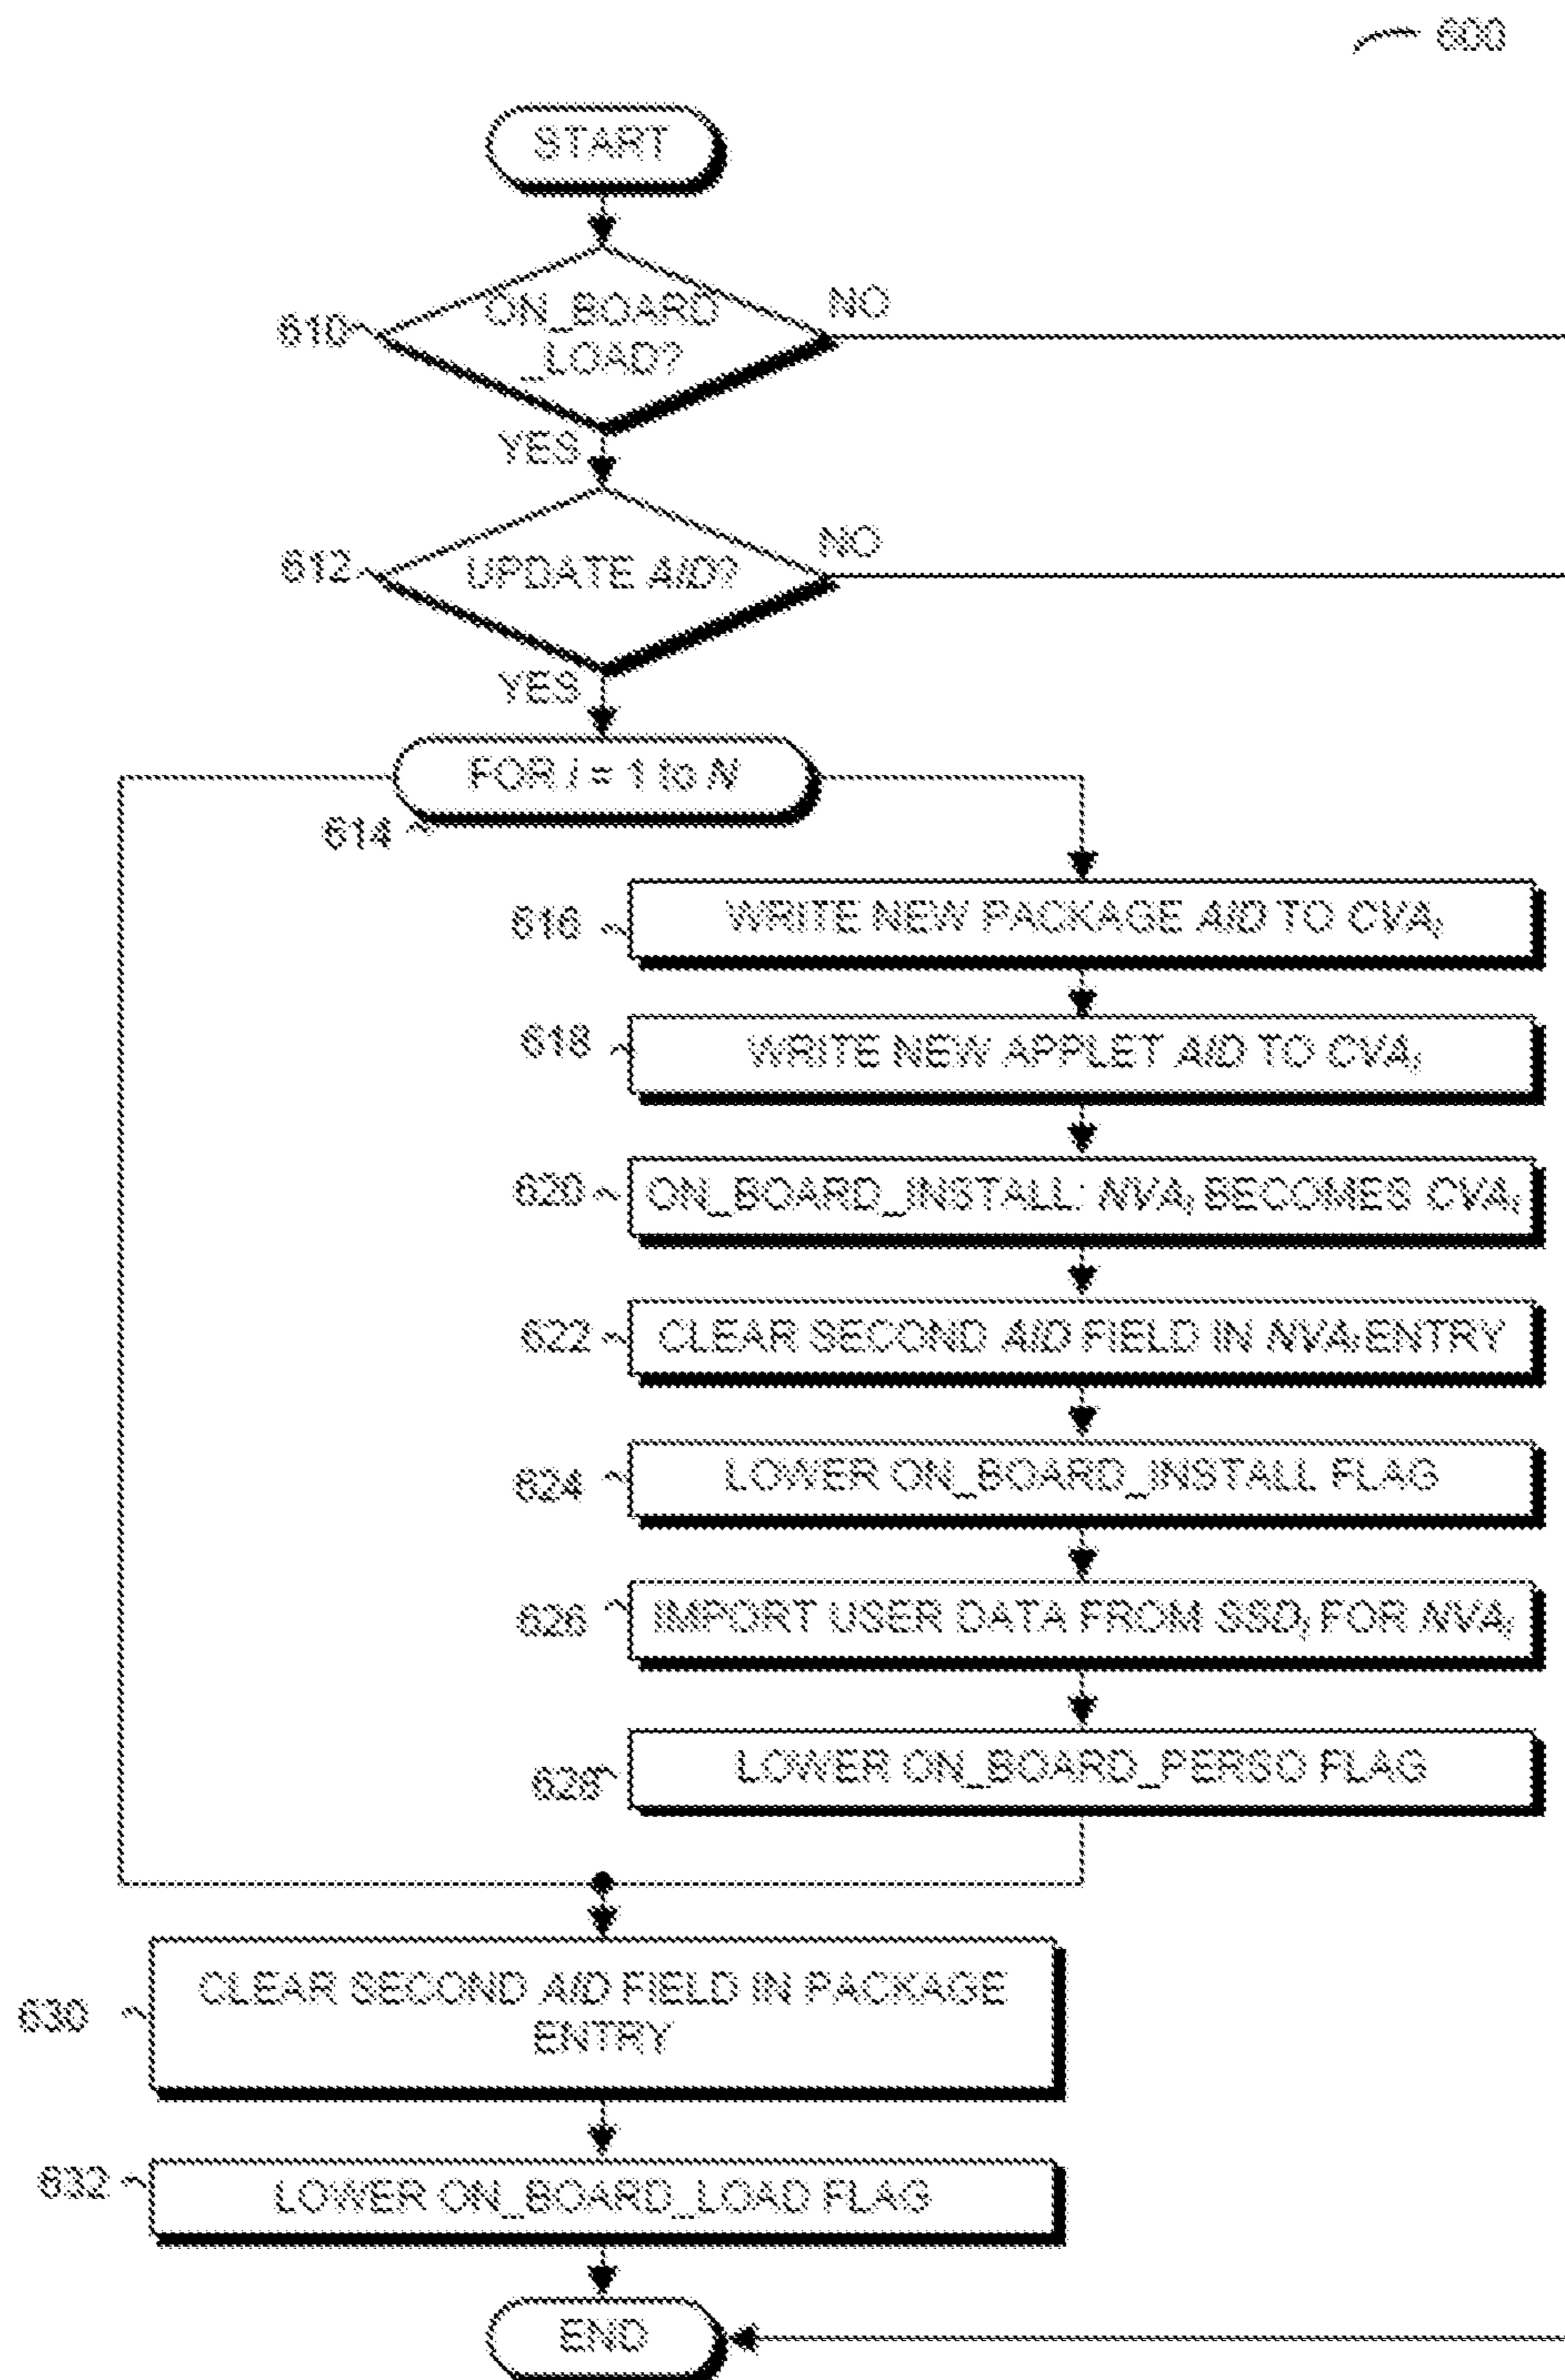 600
START
610
ON_BOARD
_LOAD?
NO
YES
612
UPDATE AID?
NO
YES
FOR i = 1 to N
614
616
WRITE NEW PACKAGE AID TO CVAi
618
WRITE NEW APPLET AID TO CVAi
620
ON_BOARD_INSTALL: NVAi BECOMES CVAi
622
CLEAR SECOND AID FIELD IN NVAi ENTRY
624
LOWER ON_BOARD_INSTALL FLAG
626
IMPORT USER DATA FROM SSDi FOR NVAi
628
LOWER ON_BOARD_PERSO FLAG
630
CLEAR SECOND AID FIELD IN PACKAGE
ENTRY
632
LOWER ON_BOARD_LOAD FLAG
END